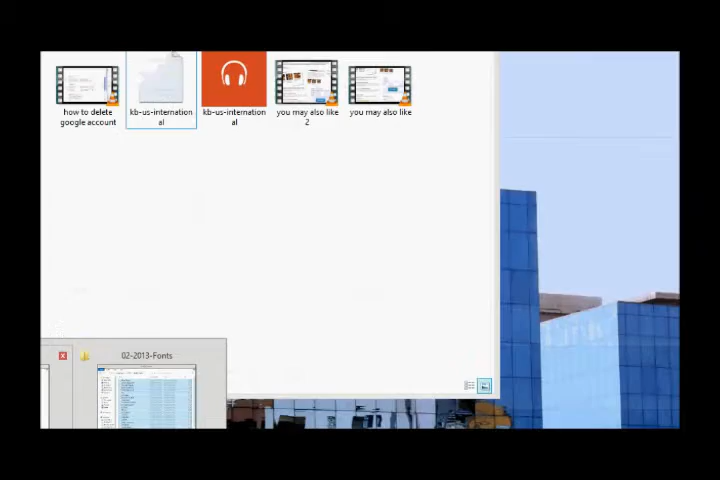 how to delete
google account
kb-us-internation
al
kb-us-internation
al
you may also like
2
you may also like
02-2013-Fonts